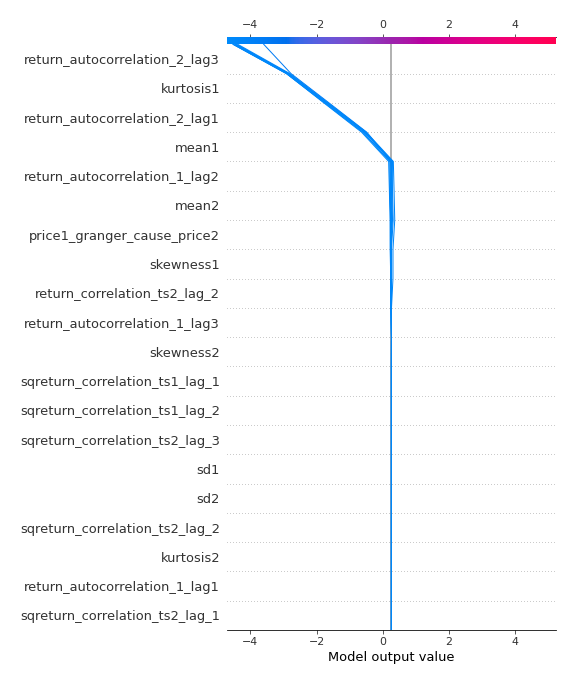 −4 −2 0 2 4
return_autocorrelation_2_lag3
kurtosis1
return_autocorrelation_2_lag1
mean1
return_autocorrelation_1_lag2
mean2
price1_granger_cause_price2
skewness1
return_correlation_ts2_lag_2
return_autocorrelation_1_lag3
skewness2
sqreturn_correlation_ts1_lag_1
sqreturn_correlation_ts1_lag_2
sqreturn_correlation_ts2_lag_3
sd1
sd2
sqreturn_correlation_ts2_lag_2
kurtosis2
return_autocorrelation_1_lag1
sqreturn_correlation_ts2_lag_1
−4 −2 0 2 4
Model output value